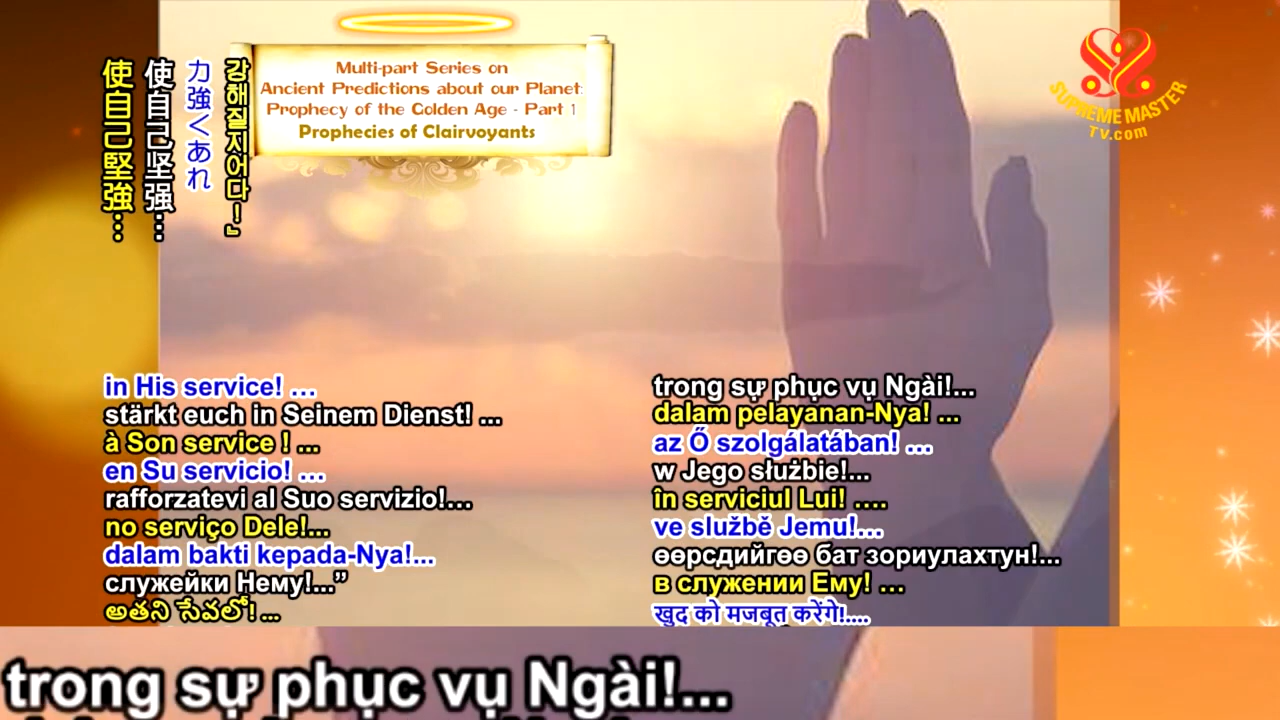 Multi-part Series on
Ancient Predictions about our Planet:
Prophecy of the Golden Age - Part 1
Prophecies of Clairvoyants
SUPREME MASTER
TV.com
강해질지어다!』
力強くあれ
使自己坚强…
使自己堅強…
in His service! …
stärkt euch in Seinem Dienst! ...
à Son service ! ...
en Su servicio! …
rafforzatevi al Suo servizio!…
no serviço Dele!...
dalam bakti kepada-Nya!...
служейки Нему!...”
అతని సేవలో! ...
trong sự phục vụ Ngài!...
dalam pelayanan-Nya! ...
az Ő szolgálatában! …
w Jego służbie!...
în serviciul Lui! ….
ve službě Jemu!…
өөрсдийгөө бат зориулахтун!...
в служении Ему! …
खुद को मजबूत करेंगे!....
trong sự phục vụ Ngài!...